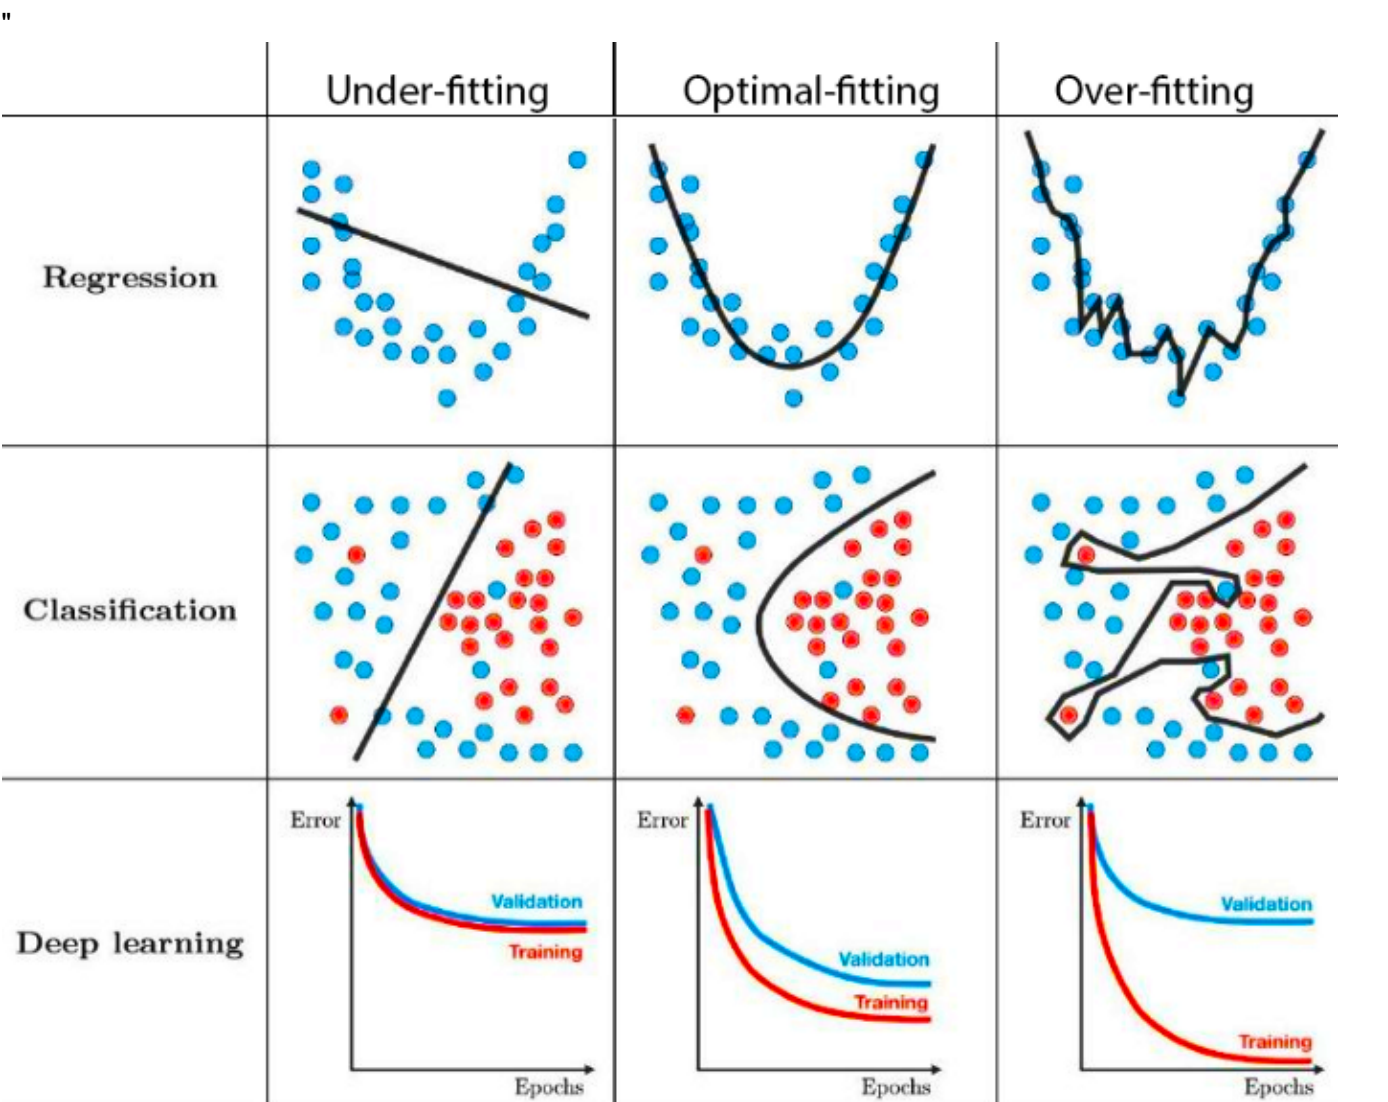 "
Under-fitting
Optimal-fitting
Over-fitting
Regression
Classification
Deep learning
Error
Validation
Training
Epochs
Error
Validation
Training
Epochs
Error
Validation
Training
Epochs